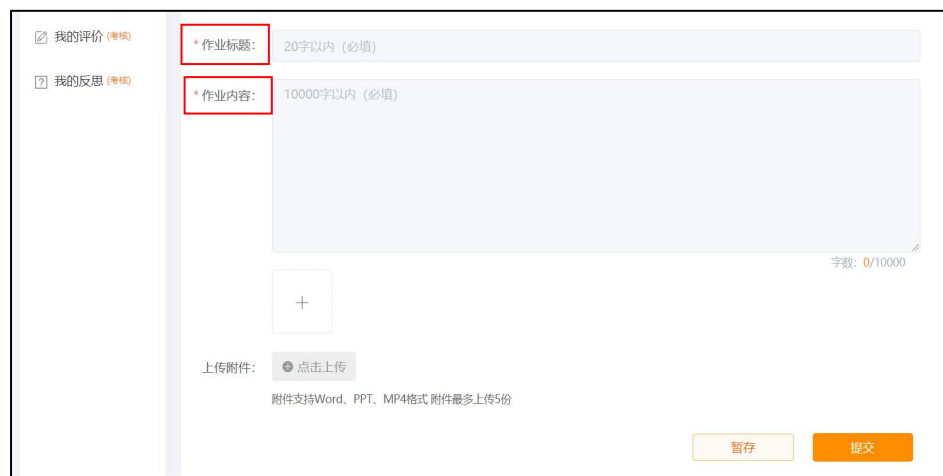 我的评价 (考核)
我的反思 (考核)
* 作业标题：
20字以内 (必填)
* 作业内容：
10000字以内 (必填)
字数：0/10000
上传附件：
点击上传
附件支持Word、PPT、MP4格式 附件最多上传5份
暂存
提交